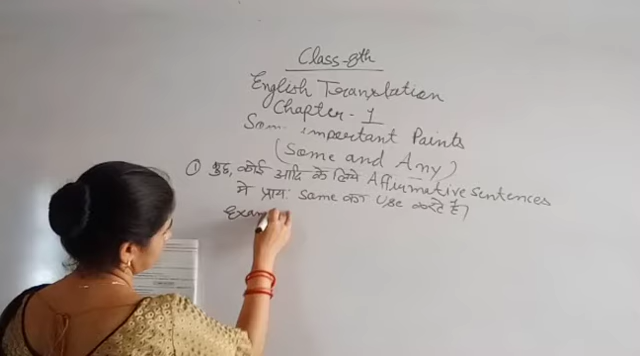 Class-8th
English Translation
Chapter-1
Som important Points
(Some and Any)
① कुछ, कोई आदि के लिये Affirmative Sentences
मे प्रायः Some का Use करते है।
Exam